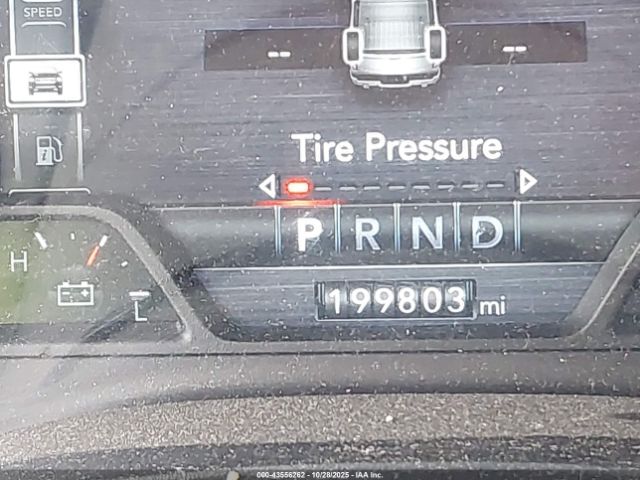 SPEED
-- --
Tire Pressure
P R N D
H
L
199803 mi
000-43556262 - 10/28/2025 - IAA Inc.